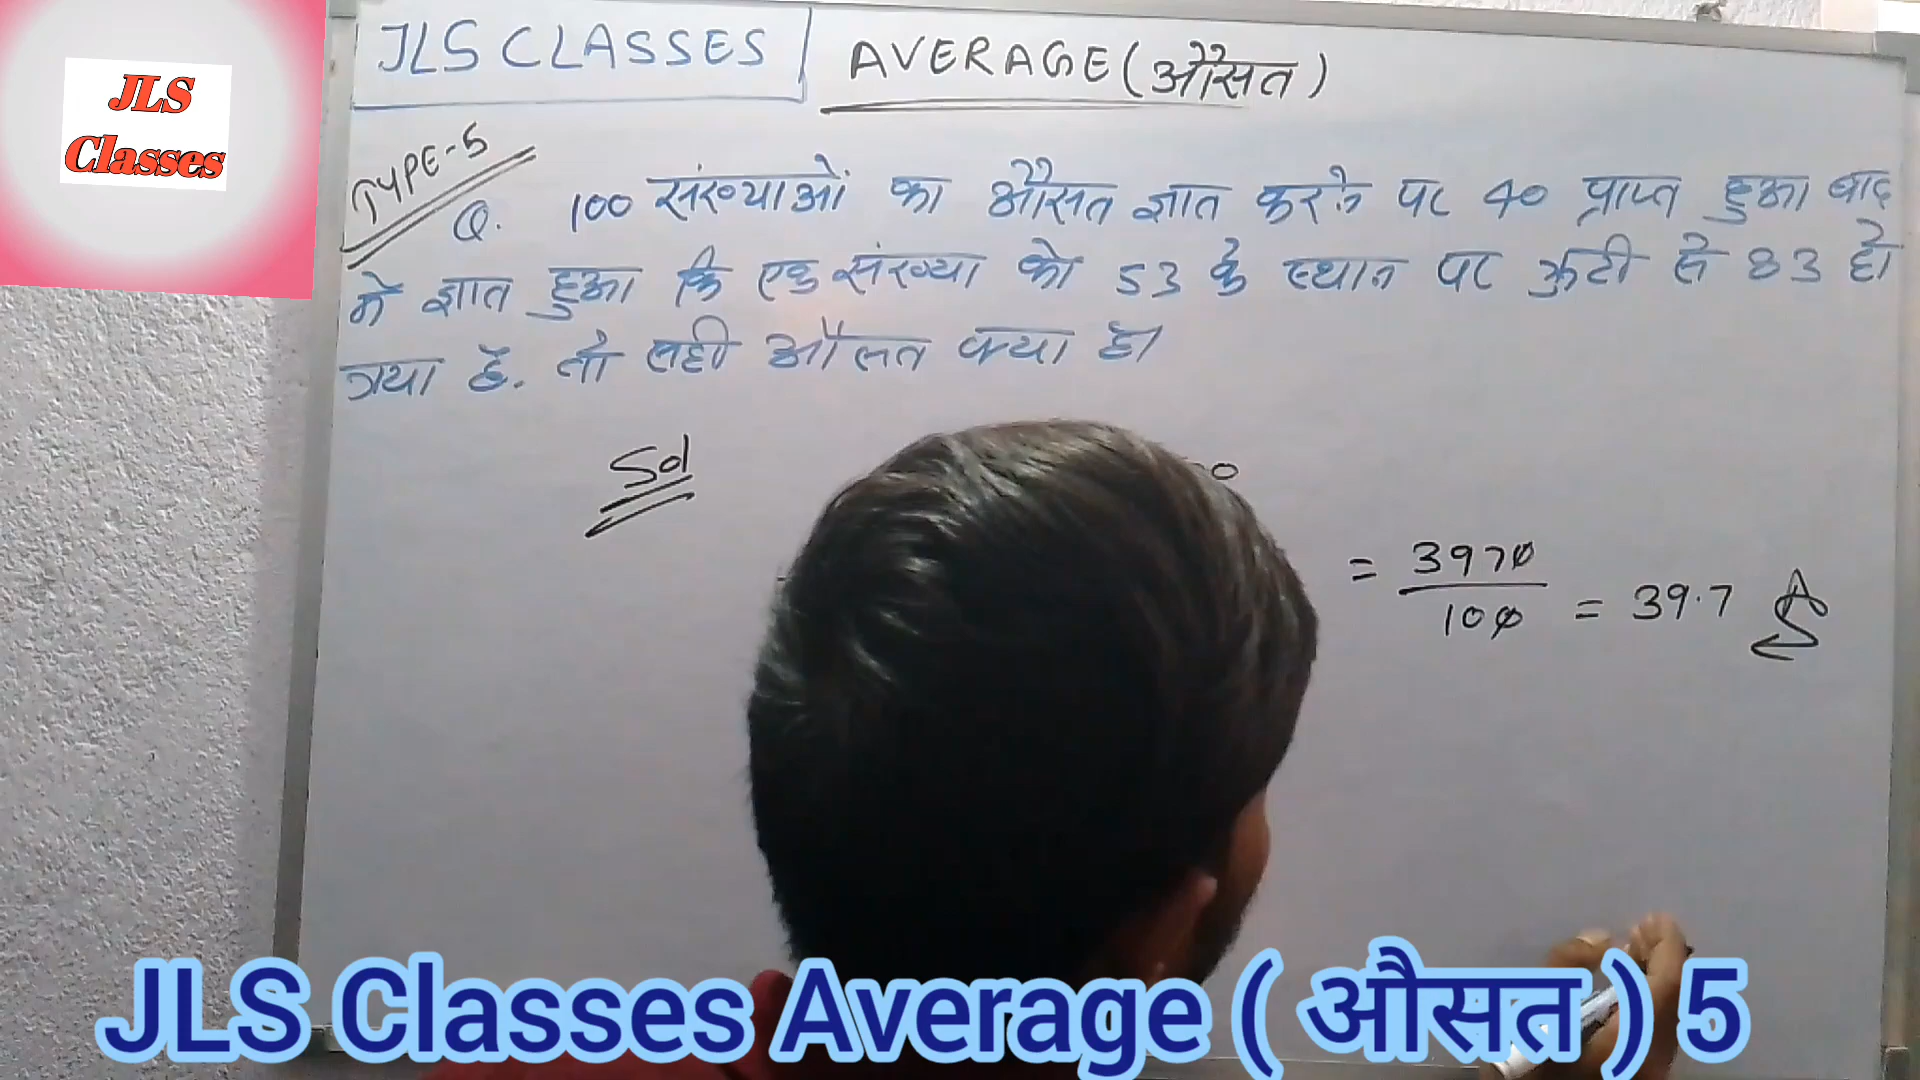 JLS
Classes
JLS CLASSES
AVERAGE (औसत)
TYPE-5
Q. 100 संख्याओं का औसत ज्ञात करने पर 40 प्राप्त हुआ बाद
में ज्ञात हुआ कि एक संख्या को 53 के स्थान पर त्रुटी से 83 हो
गया है. तो सही औसत क्या है।
Sol
= 3970
100
= 39.7
JLS Classes Average ( औसत ) 5